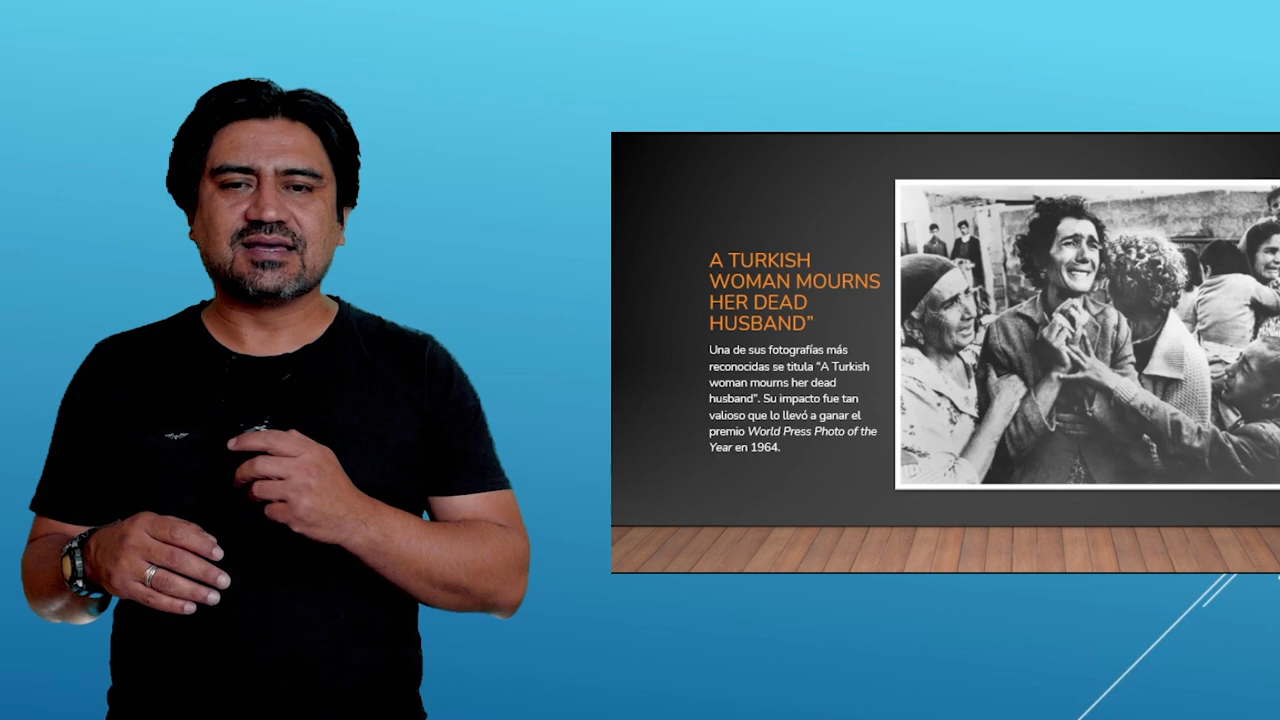 A TURKISH
WOMAN MOURNS
HER DEAD
HUSBAND”
Una de sus fotografías más
reconocidas se titula “A Turkish
woman mourns her dead
husband”. Su impacto fue tan
valioso que lo llevó a ganar el
premio World Press Photo of the
Year en 1964.